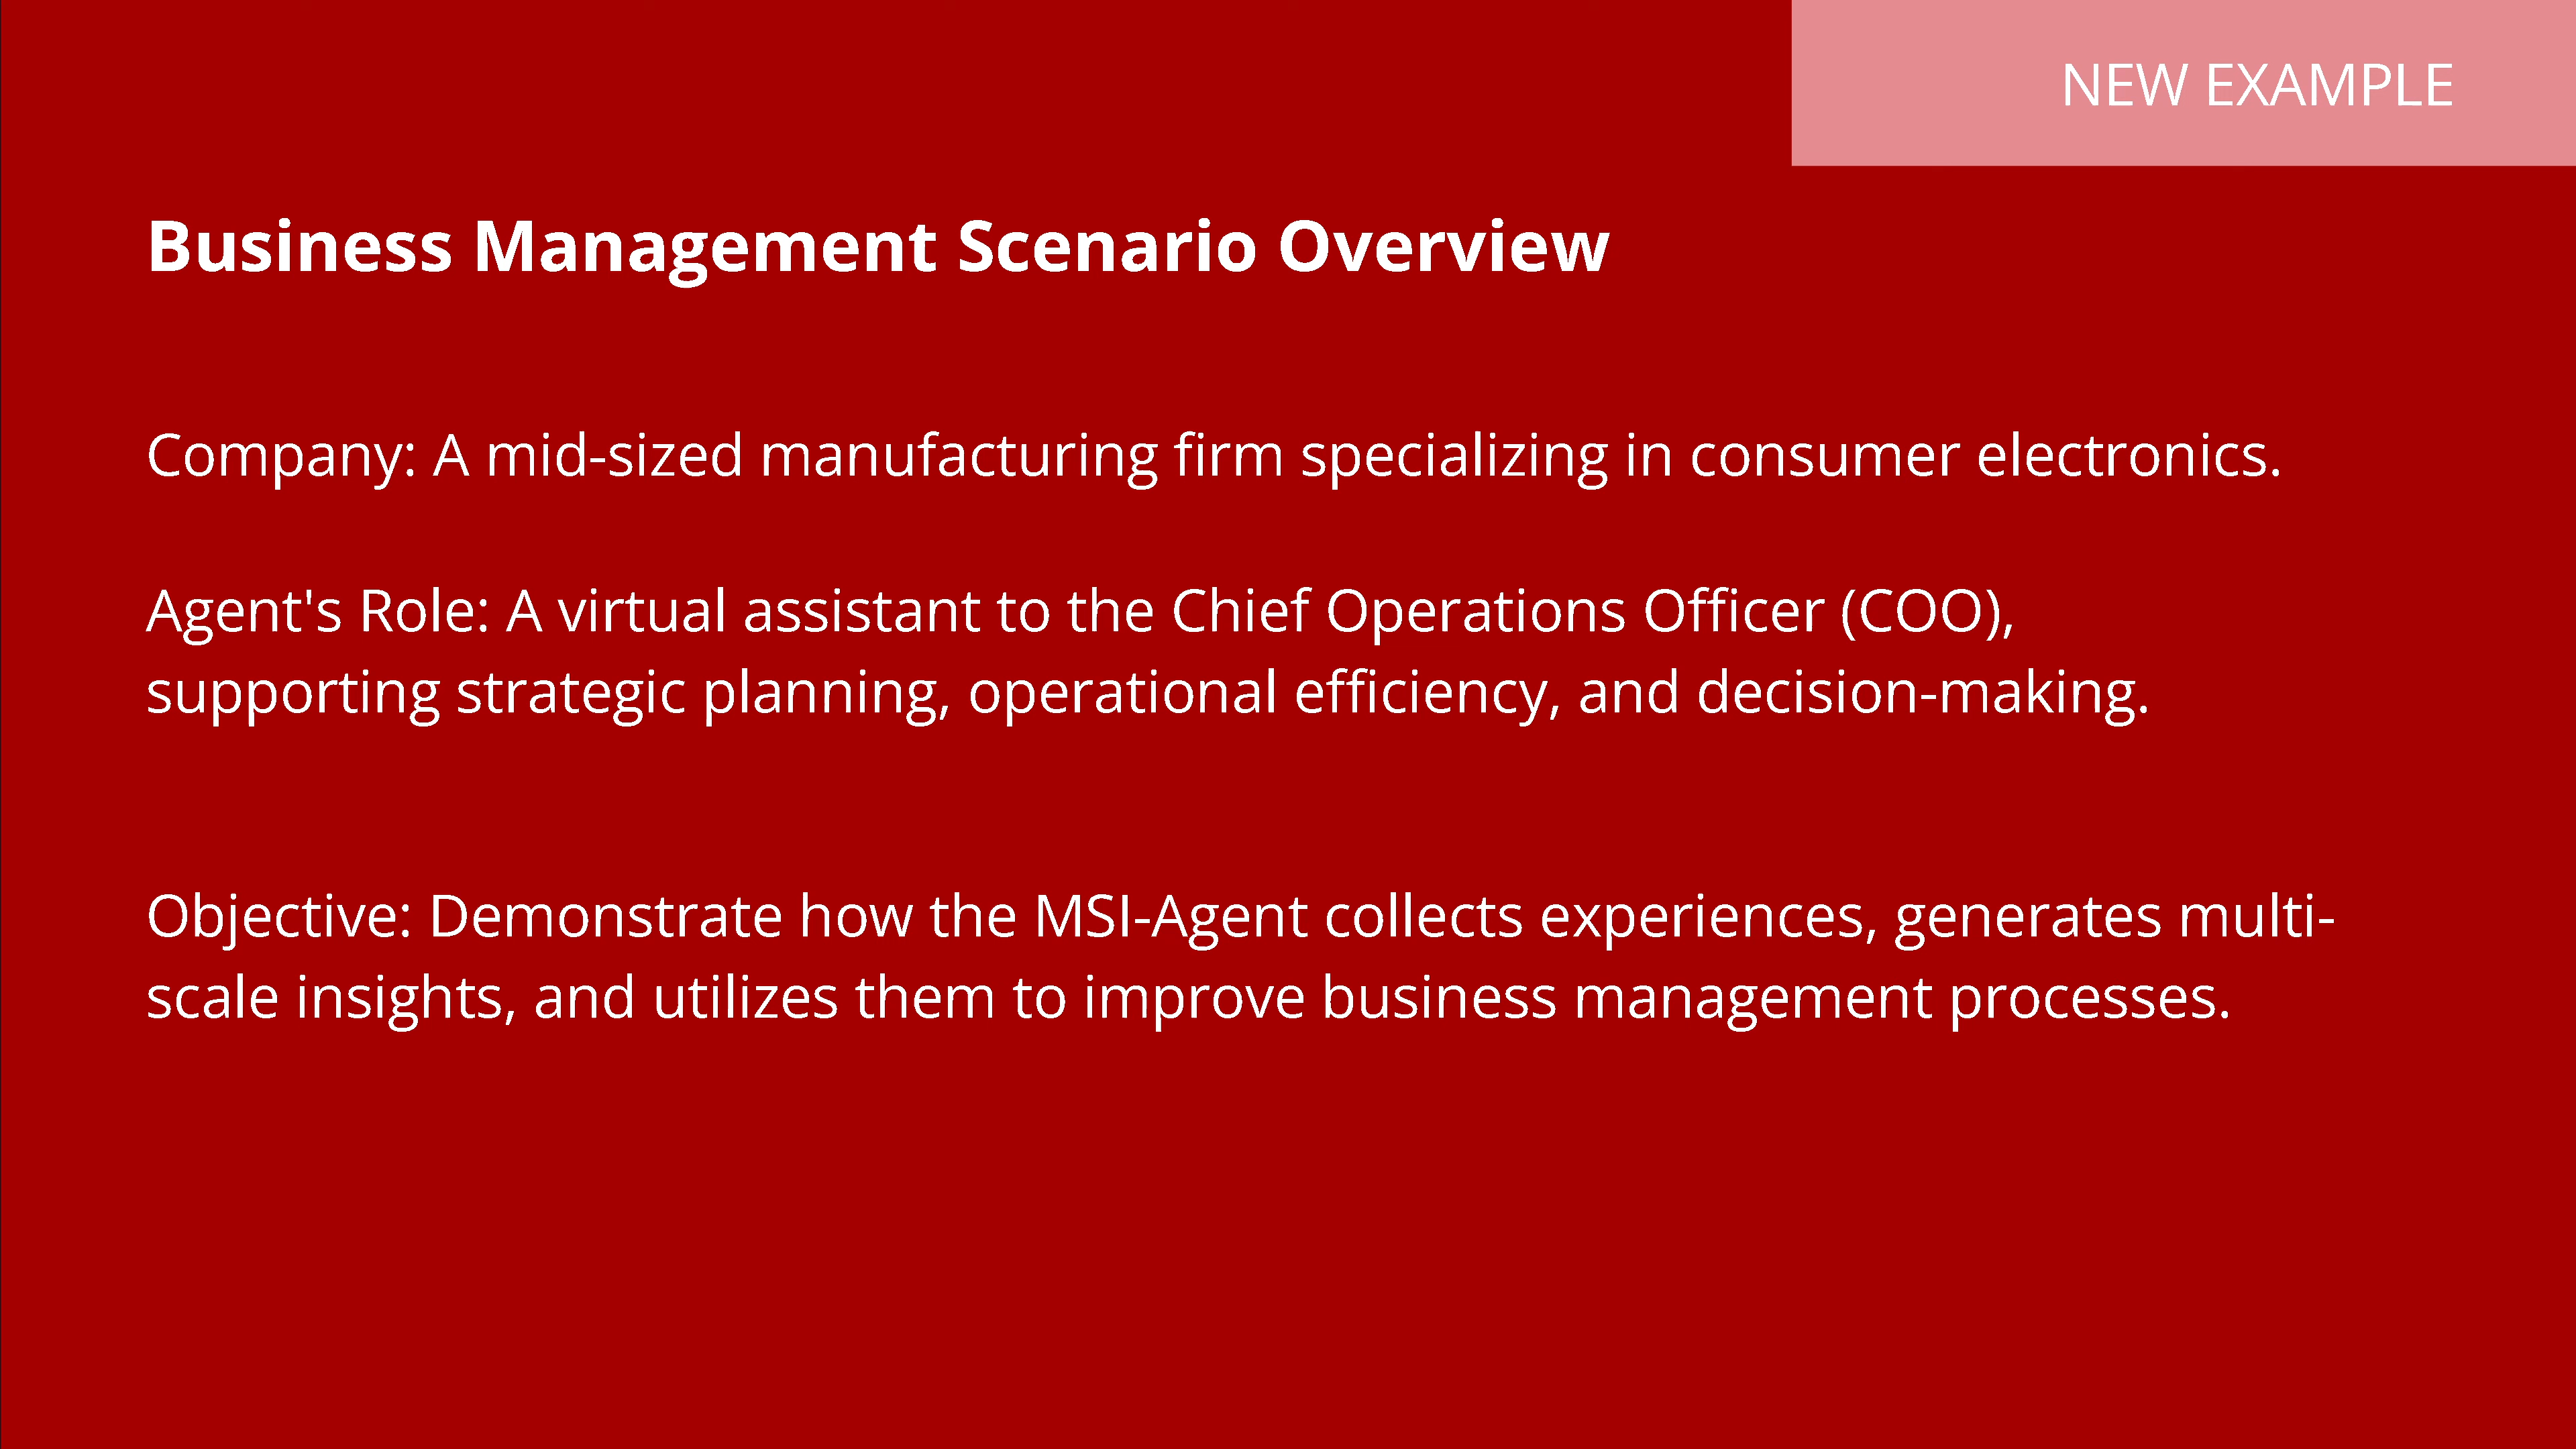 NEW EXAMPLE
Business Management Scenario Overview
Company: A mid-sized manufacturing firm specializing in consumer electronics.
Agent's Role: A virtual assistant to the Chief Operations Officer (COO),
supporting strategic planning, operational efficiency, and decision-making.
Objective: Demonstrate how the MSI-Agent collects experiences, generates multi-
scale insights, and utilizes them to improve business management processes.